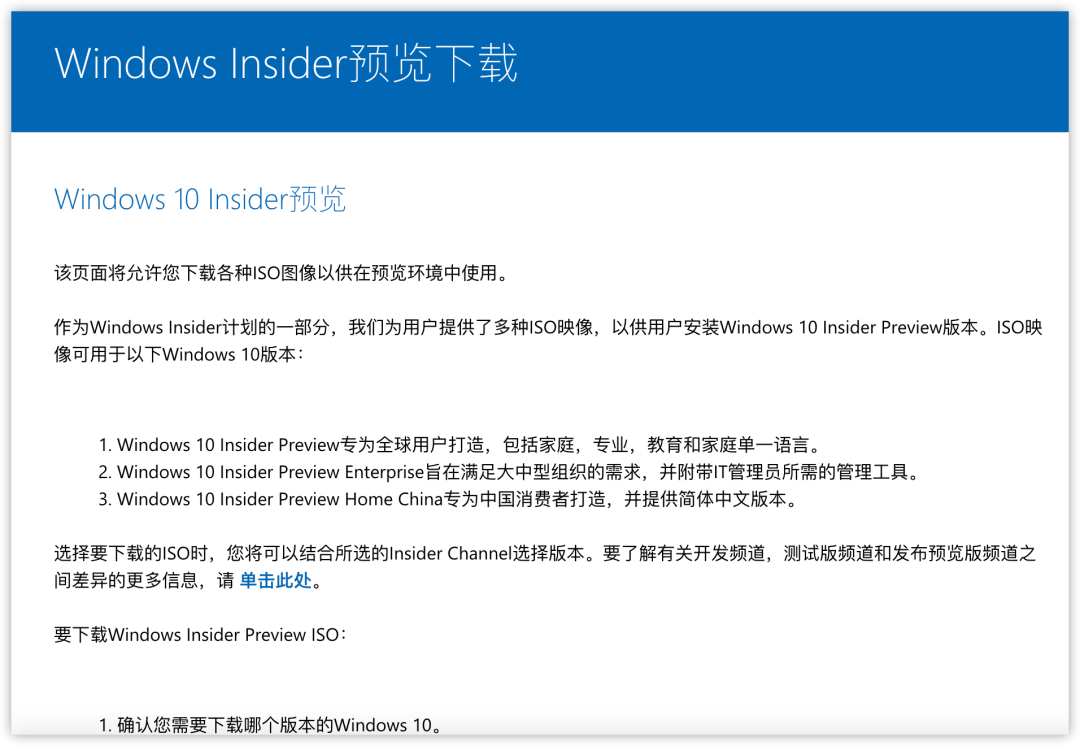 Windows Insider预览下载
Windows 10 Insider预览
该页面将允许您下载各种ISO图像以供在预览环境中使用。
作为Windows Insider计划的一部分，我们为用户提供了多种ISO映像，以供用户安装Windows 10 Insider Preview版本。ISO映
像可用于以下Windows 10版本：
1. Windows 10 Insider Preview专为全球用户打造，包括家庭，专业，教育和家庭单一语言。
2. Windows 10 Insider Preview Enterprise旨在满足大中型组织的需求，并附带IT管理员所需的管理工具。
3. Windows 10 Insider Preview Home China专为中国消费者打造，并提供简体中文版本。
选择要下载的ISO时，您将可以结合所选的Insider Channel选择版本。要了解有关开发频道，测试版频道和发布预览版频道之
间差异的更多信息，请 单击此处。
要下载Windows Insider Preview ISO：
1. 确认您需要下载哪个版本的Windows 10。